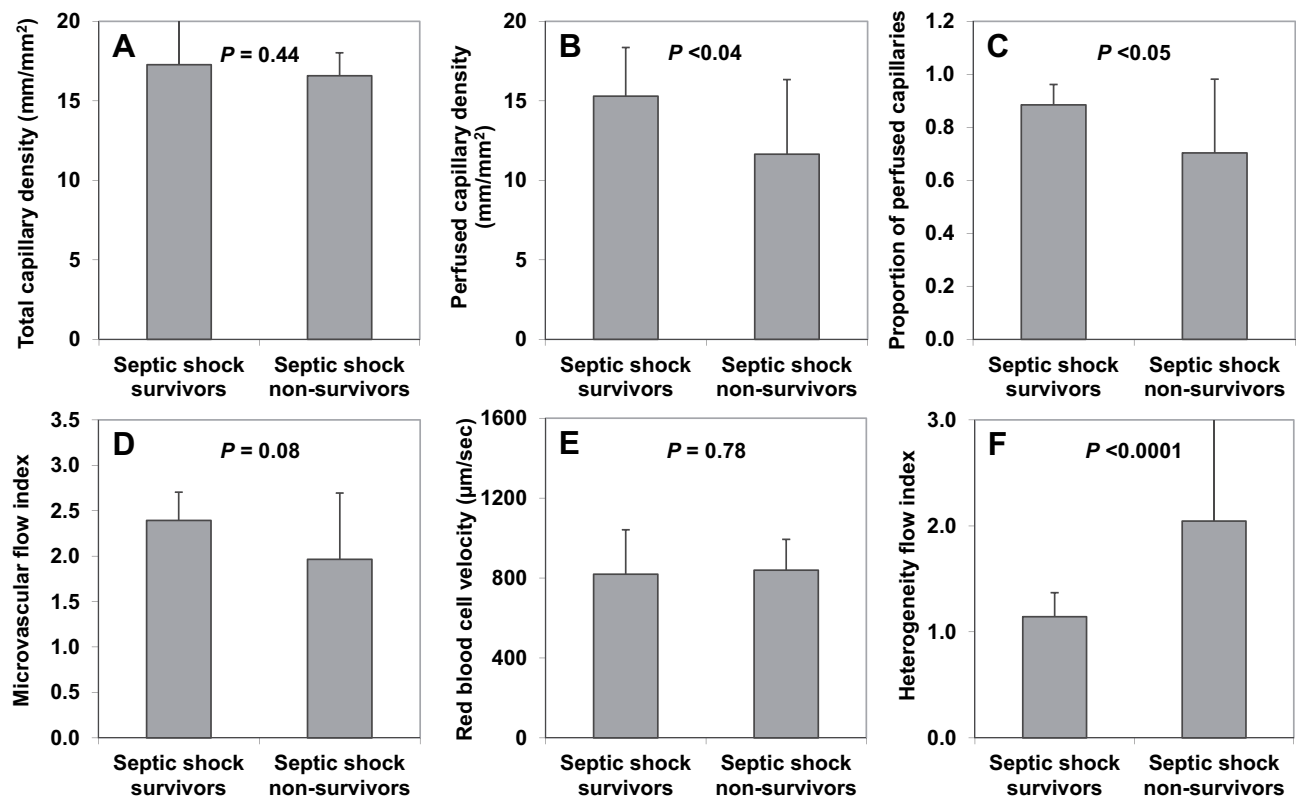 Total capillary density (mm/mm²)
20
15
10
5
0
A
P = 0.44
Septic shock
survivors
Septic shock
non-survivors
Perfused capillary density
(mm/mm²)
20
15
10
5
0
B
P <0.04
Septic shock
survivors
Septic shock
non-survivors
Proportion of perfused capillaries
1.2
1.0
0.8
0.6
0.4
0.2
0.0
C
P <0.05
Septic shock
survivors
Septic shock
non-survivors
Microvascular flow index
3.5
3.0
2.5
2.0
1.5
1.0
0.5
0.0
D
P = 0.08
Septic shock
survivors
Septic shock
non-survivors
Red blood cell velocity (µm/sec)
1600
1200
800
400
0
E
P = 0.78
Septic shock
survivors
Septic shock
non-survivors
Heterogeneity flow index
3.0
2.0
1.0
0.0
F
P <0.0001
Septic shock
survivors
Septic shock
non-survivors